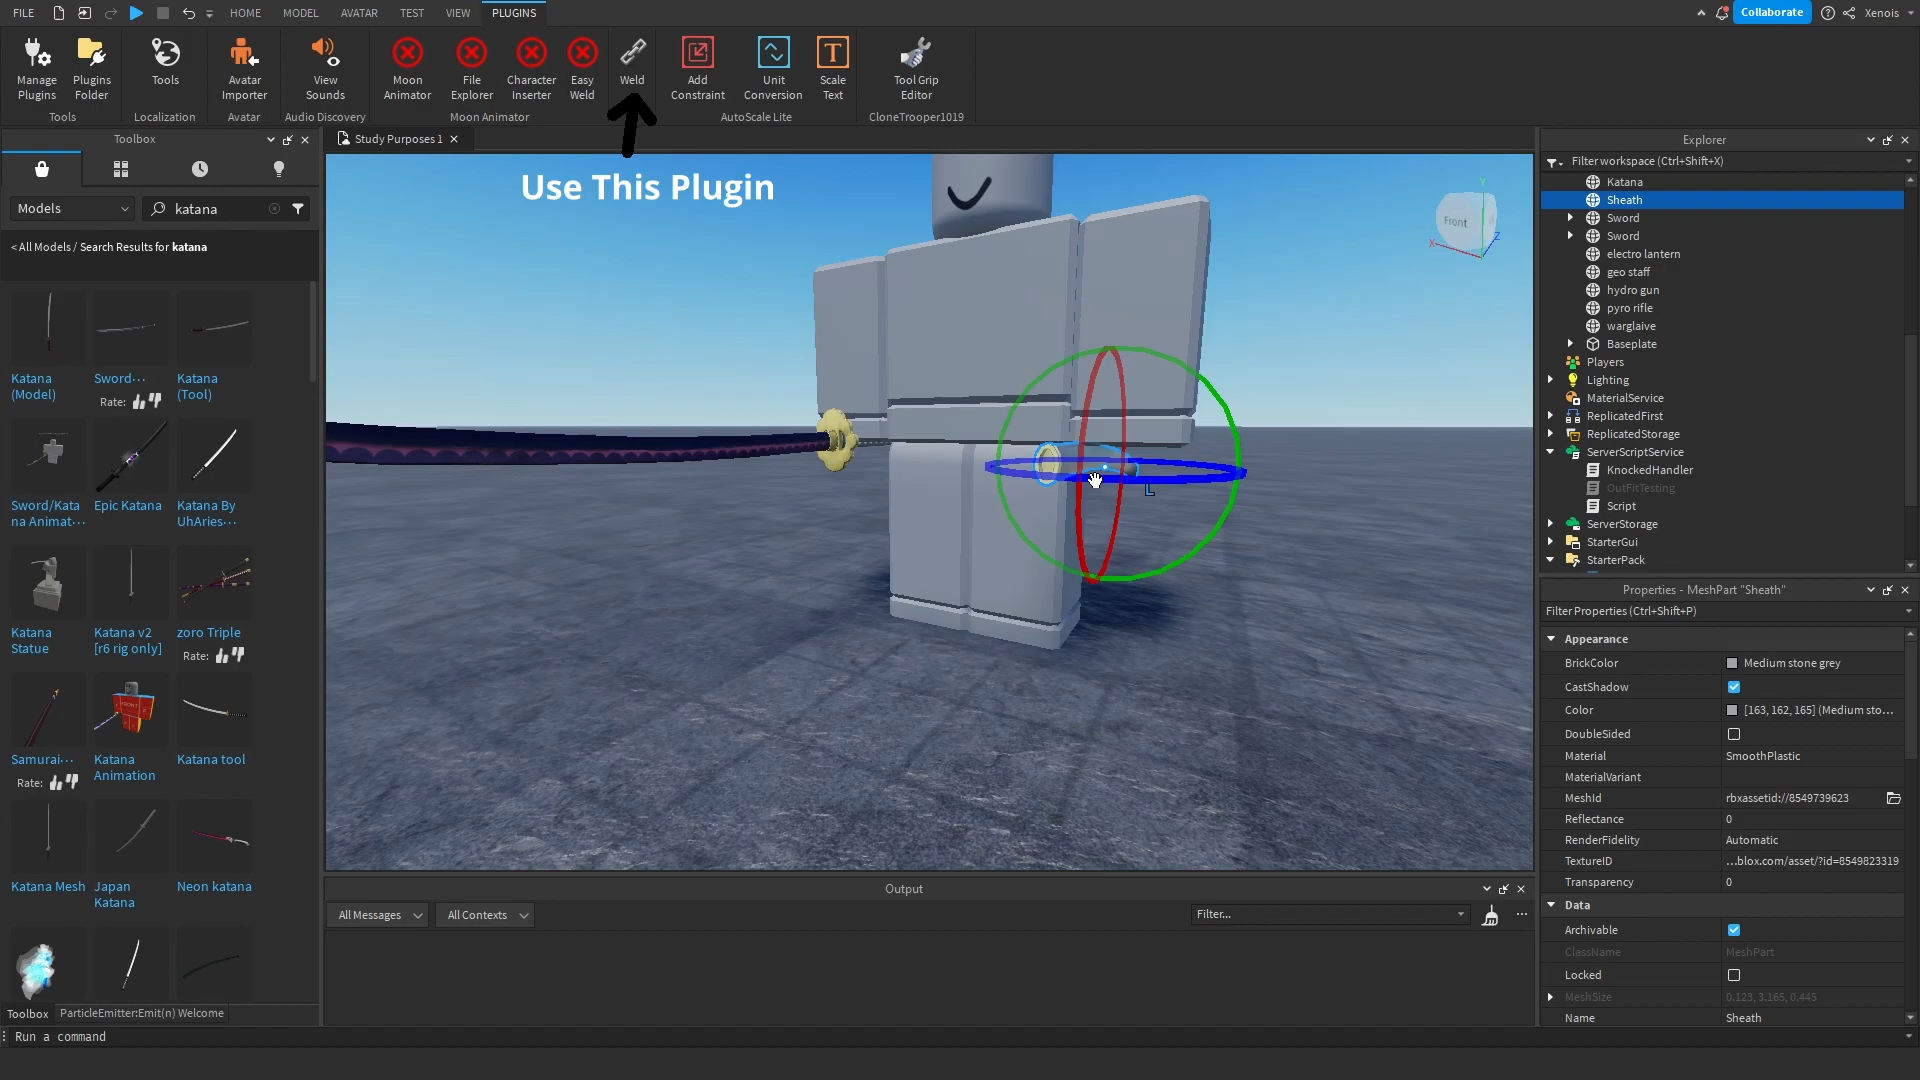 FILE
HOME
MODEL
AVATAR
TEST
VIEW
PLUGINS
Collaborate
Xenois
Manage
Plugins
Plugins
Folder
Tools
Tools
Localization
Avatar
Importer
Avatar
View
Sounds
Audio Discovery
Moon
Animator
File
Explorer
Character
Inserter
Easy
Weld
Moon Animator
Weld
Add
Constraint
Unit
Conversion
Scale
Text
AutoScale Lite
Tool Grip
Editor
CloneTrooper1019
Toolbox
Models
katana
< All Models / Search Results for katana
Katana
(Model)
Sword···
Rate:
Katana
(Tool)
Sword/Kata
na Animat···
Epic Katana
Katana By
UhAries···
Katana
Statue
Katana v2
[r6 rig only]
zoro Triple
Rate:
Samurai···
Rate:
Katana
Animation
Katana tool
Katana Mesh
Japan
Katana
Neon katana
Toolbox
ParticleEmitter:Emit(n) Welcome
Run a command
Study Purposes 1
Use This Plugin
Front
X
Y
Z
L
Output
All Messages
All Contexts
Filter...
Explorer
Filter workspace (Ctrl+Shift+X)
Katana
Sheath
Sword
Sword
electro lantern
geo staff
hydro gun
pyro rifle
warglaive
Baseplate
Players
Lighting
MaterialService
ReplicatedFirst
ReplicatedStorage
ServerScriptService
KnockedHandler
OutFitTesting
Script
ServerStorage
StarterGui
StarterPack
Properties - MeshPart "Sheath"
Filter Properties (Ctrl+Shift+P)
Appearance
BrickColor Medium stone grey
CastShadow
Color [163, 162, 165] (Medium sto...
DoubleSided
Material SmoothPlastic
MaterialVariant
MeshId rbxassetid://8549739623
Reflectance 0
RenderFidelity Automatic
TextureID ...blox.com/asset/?id=8549823319
Transparency 0
Data
Archivable
ClassName MeshPart
Locked
MeshSize 0.123, 3.165, 0.445
Name Sheath